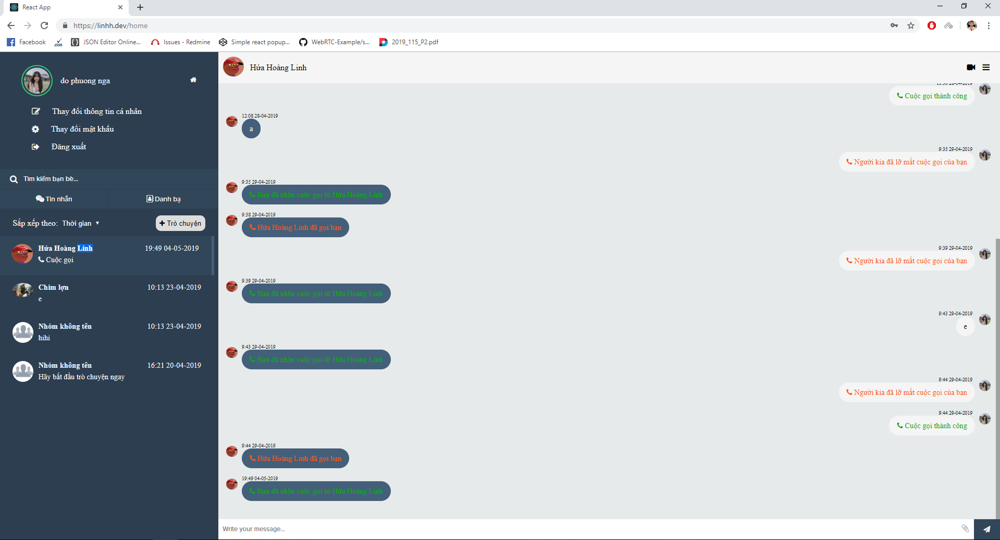 React App
https://linhh.dev/home
Facebook
JSON
JSON Editor Online...
Issues - Redmine
Simple react popup...
WebRTC-Example/s...
2019_115_P2.pdf
do phuong nga
Thay đổi thông tin cá nhân
Thay đổi mật khẩu
Đăng xuất
Tìm kiếm bạn bè...
Tin nhắn
Danh bạ
Sắp xếp theo: Thời gian
Trò chuyện
Hứa Hoàng Linh 19:49 04-05-2019
Cuộc gọi
Chim lợn 10:13 23-04-2019
e
Nhóm không tên 10:13 23-04-2019
hihi
Nhóm không tên 16:21 20-04-2019
Hãy bắt đầu trò chuyện ngay
Hứa Hoàng Linh
28-04-2019
Cuộc gọi thành công
12:08 28-04-2019
a
9:35 29-04-2019
Người kia đã lỡ mất cuộc gọi của bạn
9:35 29-04-2019
Bạn đã nhận cuộc gọi từ Hứa Hoàng Linh
9:38 29-04-2019
Hứa Hoàng Linh đã gọi bạn
9:39 29-04-2019
Người kia đã lỡ mất cuộc gọi của bạn
9:39 29-04-2019
Bạn đã nhận cuộc gọi từ Hứa Hoàng Linh
9:43 29-04-2019
e
9:43 29-04-2019
Bạn đã nhận cuộc gọi từ Hứa Hoàng Linh
9:44 29-04-2019
Người kia đã lỡ mất cuộc gọi của bạn
9:44 29-04-2019
Cuộc gọi thành công
9:44 29-04-2019
Hứa Hoàng Linh đã gọi bạn
19:49 04-05-2019
Bạn đã nhận cuộc gọi từ Hứa Hoàng Linh
Write your message...